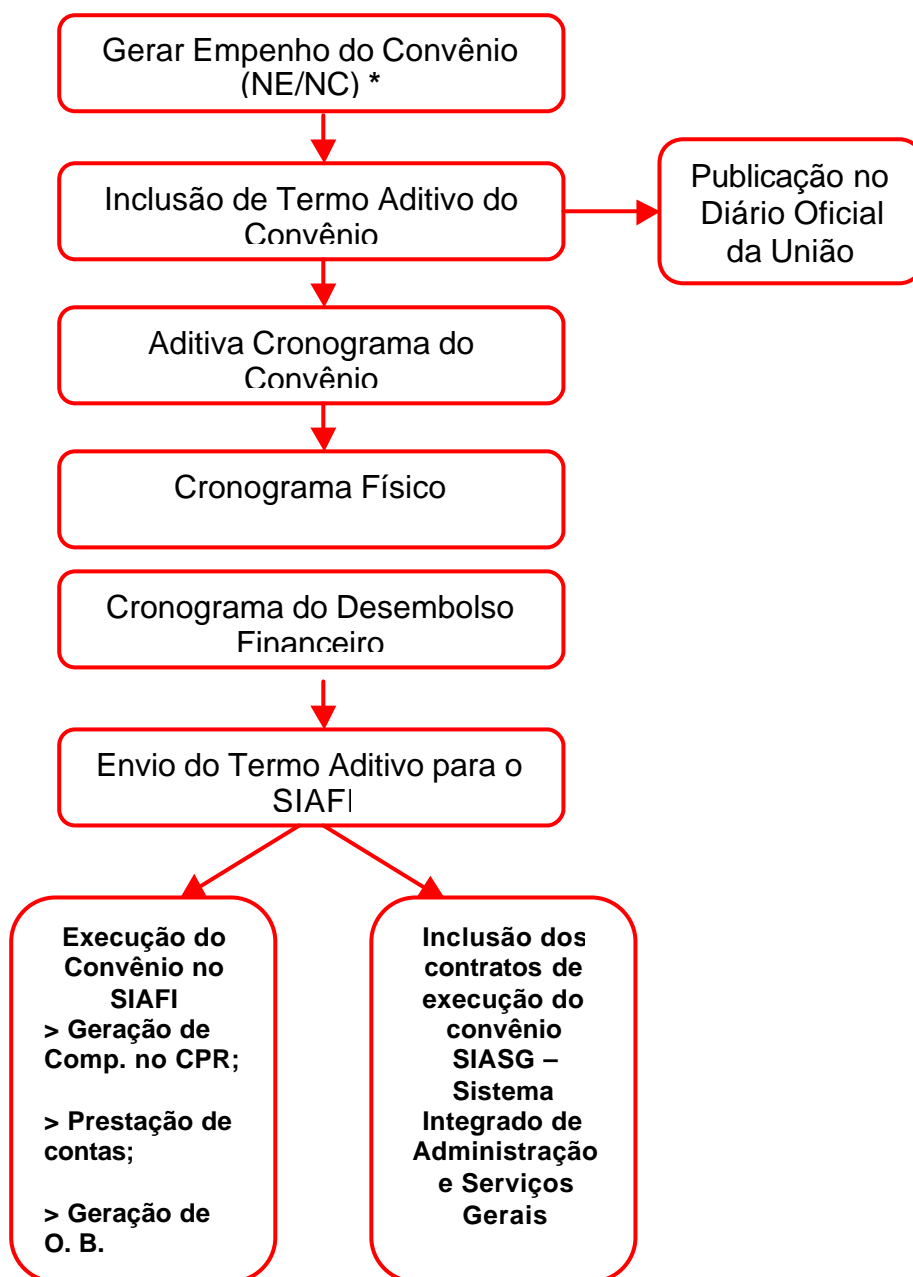 Gerar Empenho do Convênio
(NE/NC) *
Inclusão de Termo Aditivo do
Convênio
Publicação no
Diário Oficial
da União
Aditiva Cronograma do
Convênio
Cronograma Físico
Cronograma do Desembolso
Financeiro
Envio do Termo Aditivo para o
SIAFI
Execução do
Convênio no
SIAFI
> Geração de
Comp. no CPR;
> Prestação de
contas;
> Geração de
O. B.
Inclusão dos
contratos de
execução do
convênio
SIASG –
Sistema
Integrado de
Administração
e Serviços
Gerais